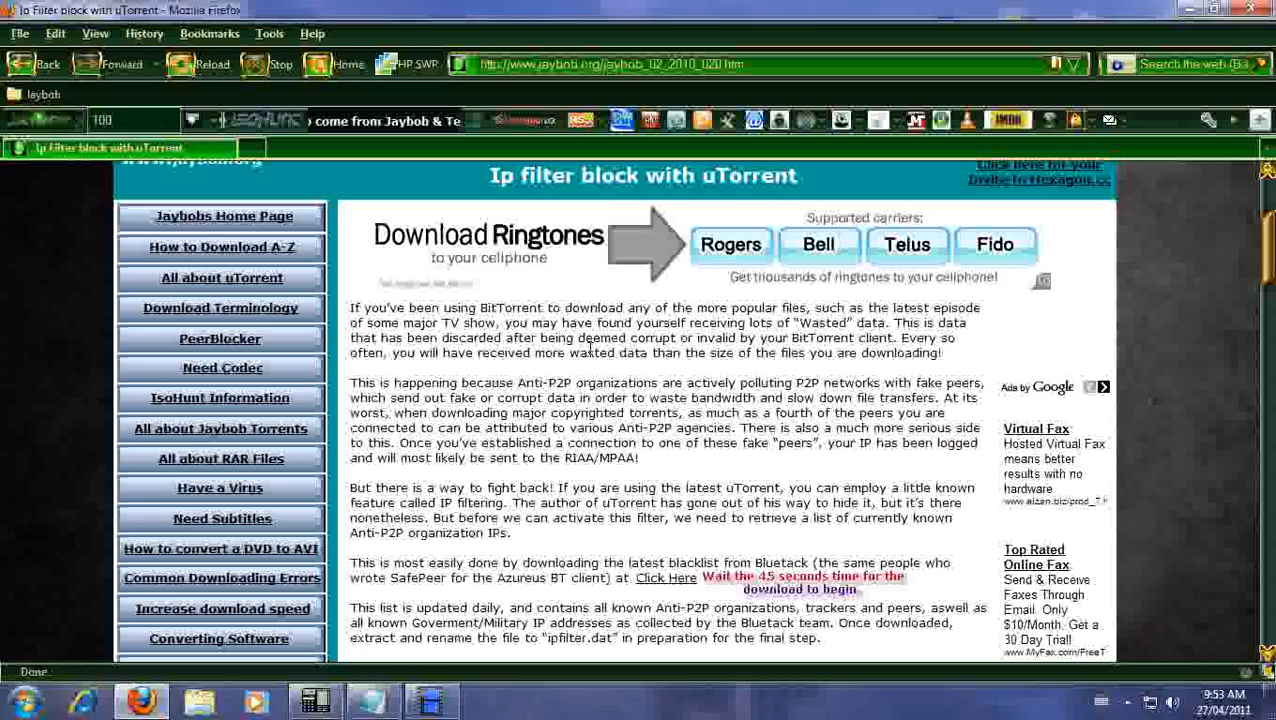 Ip Filter block with uTorrent - Mozilla Firefox
File Edit View History Bookmarks Tools Help
Back Forward Reload Stop Home HP SWP http://www.jaybob.org/jaybob_02_2010_020.htm Search the web
Jaybob
100 come from Jaybob & Te RSS IMDB
Ip Filter block with uTorrent
www.jaybob.org
Ip filter block with uTorrent
Click here for your
Invite to Hexagon.cc
Jaybobs Home Page
How to Download A-Z
All about uTorrent
Download Terminology
PeerBlocker
Need Codec
IsoHunt Information
All about Jaybob Torrents
All about RAR Files
Have a Virus
Need Subtitles
How to convert a DVD to AVI
Common Downloading Errors
Increase download speed
Converting Software
Download Ringtones
to your cellphone
Supported carriers:
Rogers Bell Telus Fido
Get thousands of ringtones to your cellphone!
If you've been using BitTorrent to download any of the more popular files, such as the latest episode
of some major TV show, you may have found yourself receiving lots of "Wasted" data. This is data
that has been discarded after being deemed corrupt or invalid by your BitTorrent client. Every so
often, you will have received more wasted data than the size of the files you are downloading!
This is happening because Anti-P2P organizations are actively polluting P2P networks with fake peers,
which send out fake or corrupt data in order to waste bandwidth and slow down file transfers. At its
worst, when downloading major copyrighted torrents, as much as a fourth of the peers you are
connected to can be attributed to various Anti-P2P agencies. There is also a much more serious side
to this. Once you've established a connection to one of these fake "peers", your IP has been logged
and will most likely be sent to the RIAA/MPAA!
But there is a way to fight back! If you are using the latest uTorrent, you can employ a little known
feature called IP filtering. The author of uTorrent has gone out of his way to hide it, but it's there
nonetheless. But before we can activate this filter, we need to retrieve a list of currently known
Anti-P2P organization IPs.
This is most easily done by downloading the latest blacklist from Bluetack (the same people who
wrote SafePeer for the Azureus BT client) at Click Here Wait the 45 seconds time for the
download to begin
This list is updated daily, and contains all known Anti-P2P organizations, trackers and peers, aswell as
all known Goverment/Military IP addresses as collected by the Bluetack team. Once downloaded,
extract and rename the file to "ipfilter.dat" in preparation for the final step.
Ads by Google
Virtual Fax
Hosted Virtual Fax
means better
results with no
hardware
Top Rated
Online Fax
Send & Receive
Faxes Through
Email. Only
$10/Month. Get a
30 Day Trial!
www.MyFax.com/FreeT
Done
9:53 AM
27/04/2011